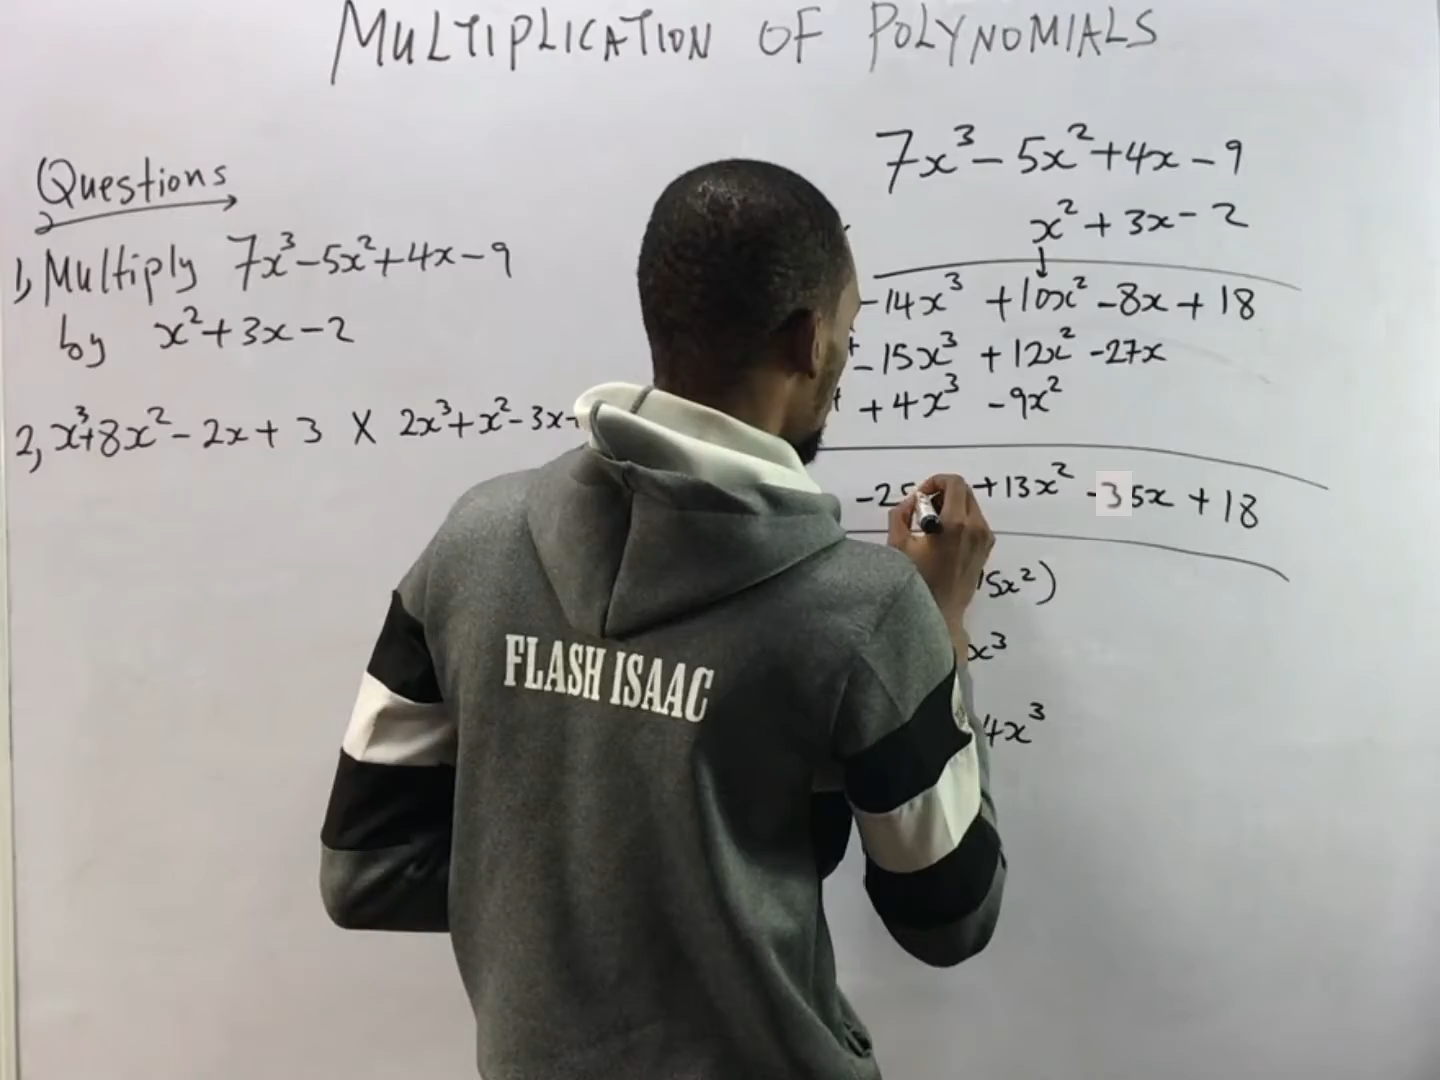 MULTIPLICATION OF POLYNOMIALS
Questions
1, Multiply 7x³-5x²+4x-9
by x²+3x-2
2, x³+8x²-2x+3 X 2x³+x²-3x
7x³-5x²+4x-9
x²+3x-2
-14x³ +10x² -8x +18
+ -15x³ +12x² -27x
+ +4x³ -9x²
-25 +13x² -35x +18
15x²)
x³
4x³
FLASH ISAAC